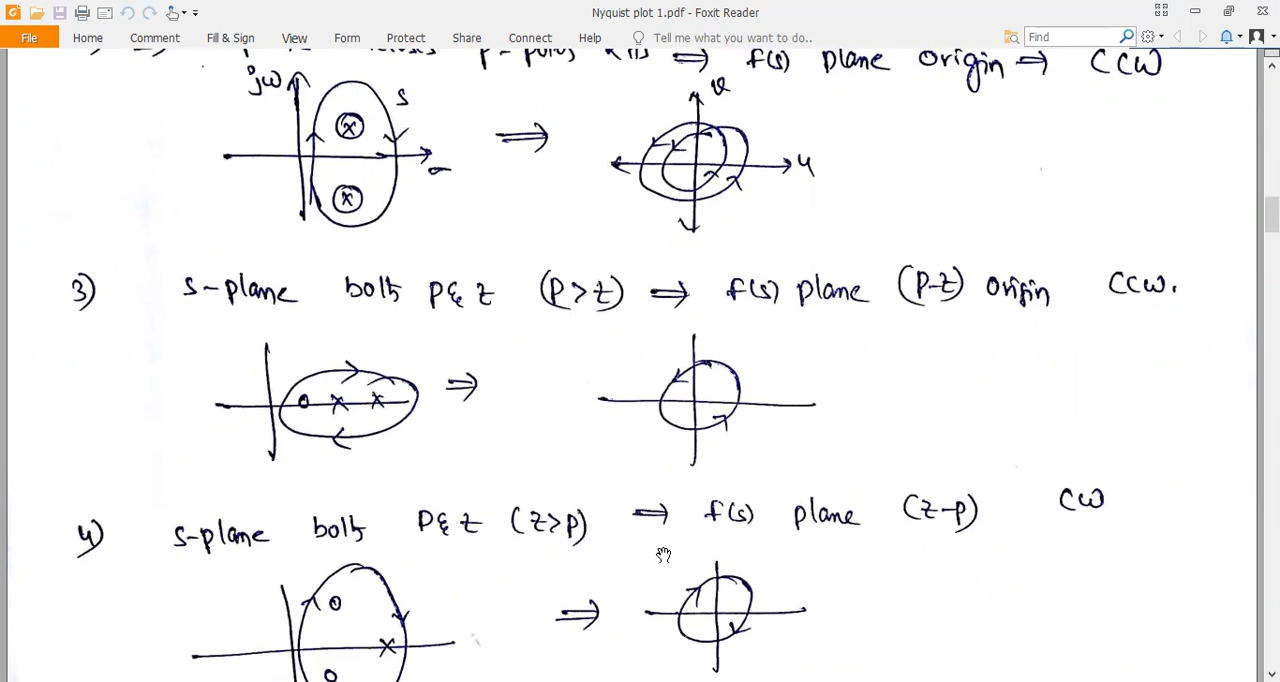 Nyquist plot 1.pdf - Foxit Reader
File Home Comment Fill & Sign View Form Protect Share Connect Help Tell me what you want to do.. Find
P - poles ⇒ f(s) plane origin ⇒ CCW
jω S
σ
⇒ v
u
3) s-plane both P & Z (P>Z) ⇒ f(s) plane (P-Z) origin CCW.
⇒
4) s-plane both P & Z (Z>P) ⇒ f(s) plane (Z-P) CW
⇒